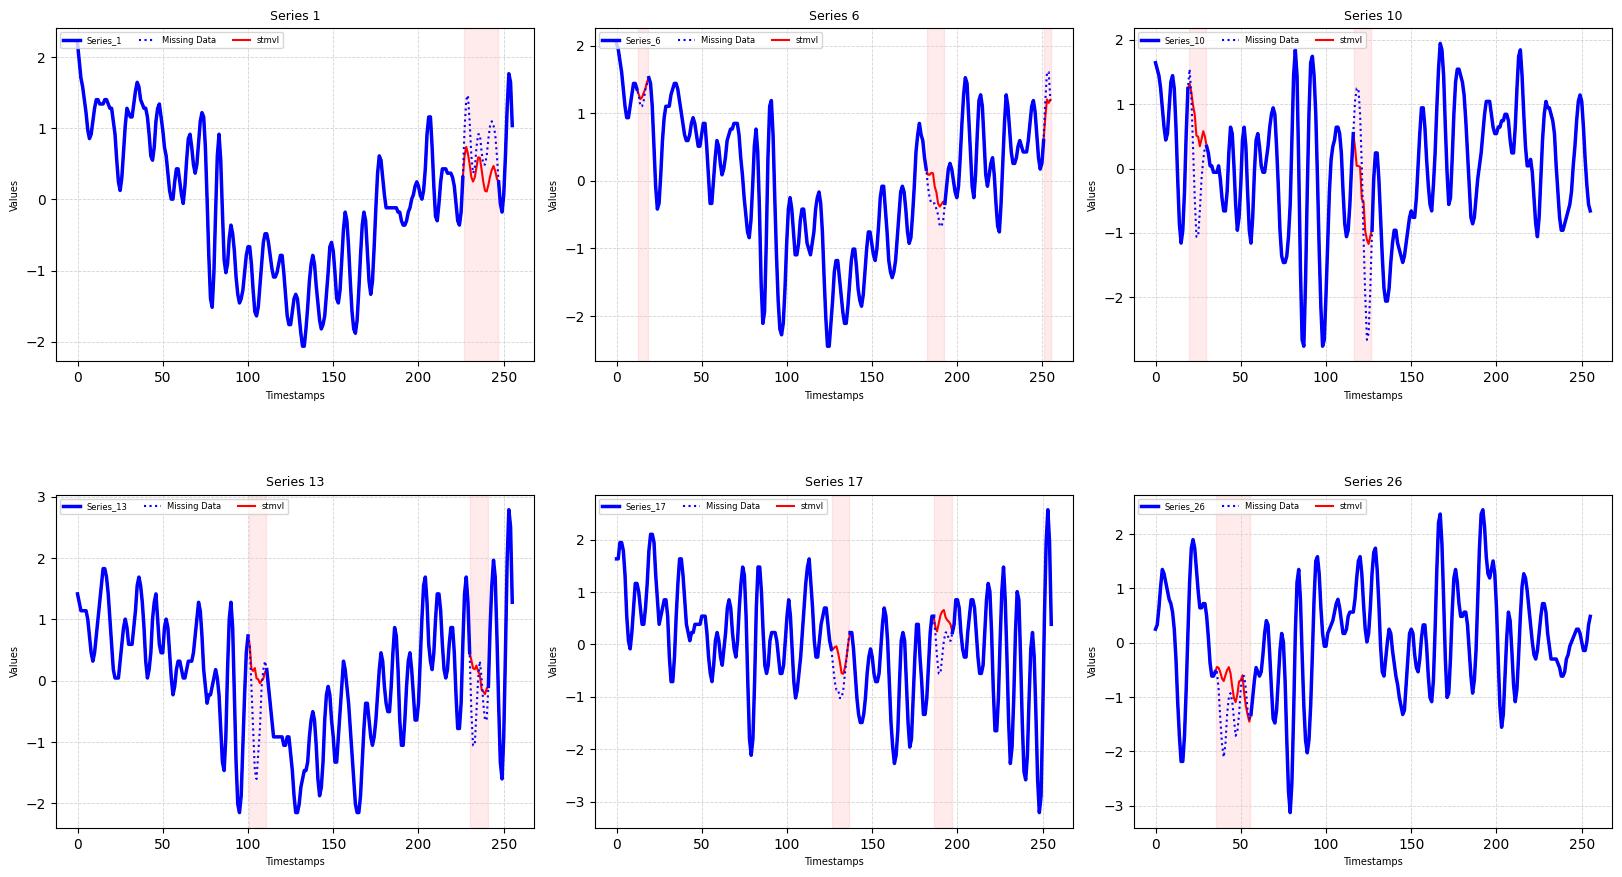 Series 1
Series_1 Missing Data stmvl
Values
2
1
0
−1
−2
0 50 100 150 200 250
Timestamps
Series 6
Series_6 Missing Data stmvl
Values
2
1
0
−1
−2
0 50 100 150 200 250
Timestamps
Series 10
Series_10 Missing Data stmvl
Values
2
1
0
−1
−2
0 50 100 150 200 250
Timestamps
Series 13
Series_13 Missing Data stmvl
Values
3
2
1
0
−1
−2
0 50 100 150 200 250
Timestamps
Series 17
Series_17 Missing Data stmvl
Values
2
1
0
−1
−2
−3
0 50 100 150 200 250
Timestamps
Series 26
Series_26 Missing Data stmvl
Values
2
1
0
−1
−2
−3
0 50 100 150 200 250
Timestamps